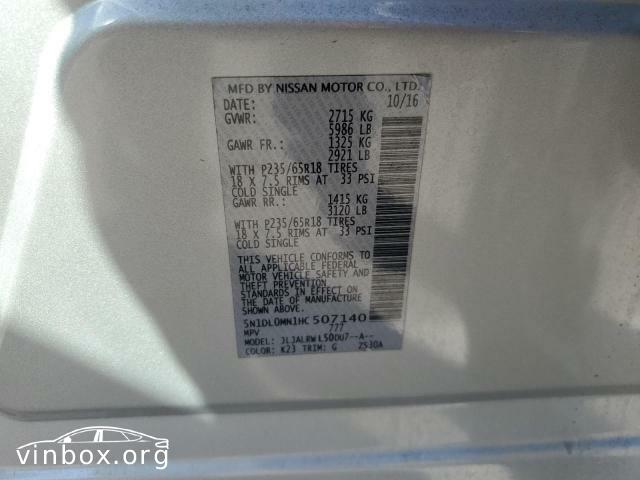 MFD BY NISSAN MOTOR CO., LTD.
DATE: 10/16
GVWR: 2715 KG
5986 LB
GAWR FR.: 1325 KG
2921 LB
WITH P235/65R18 TIRES
18 X 7.5 RIMS AT 33 PSI
COLD SINGLE
GAWR RR.: 1415 KG
3120 LB
WITH P235/65R18 TIRES
18 X 7.5 RIMS AT 33 PSI
COLD SINGLE
THIS VEHICLE CONFORMS TO
ALL APPLICABLE FEDERAL
MOTOR VEHICLE SAFETY AND
THEFT PREVENTION
STANDARDS IN EFFECT ON
THE DATE OF MANUFACTURE
SHOWN ABOVE.
5N1DL0MN1HC507140
MPV 777
MODEL: JLJALRWL50DU7--A--
COLOR: K23 TRIM: G
vinbox.org